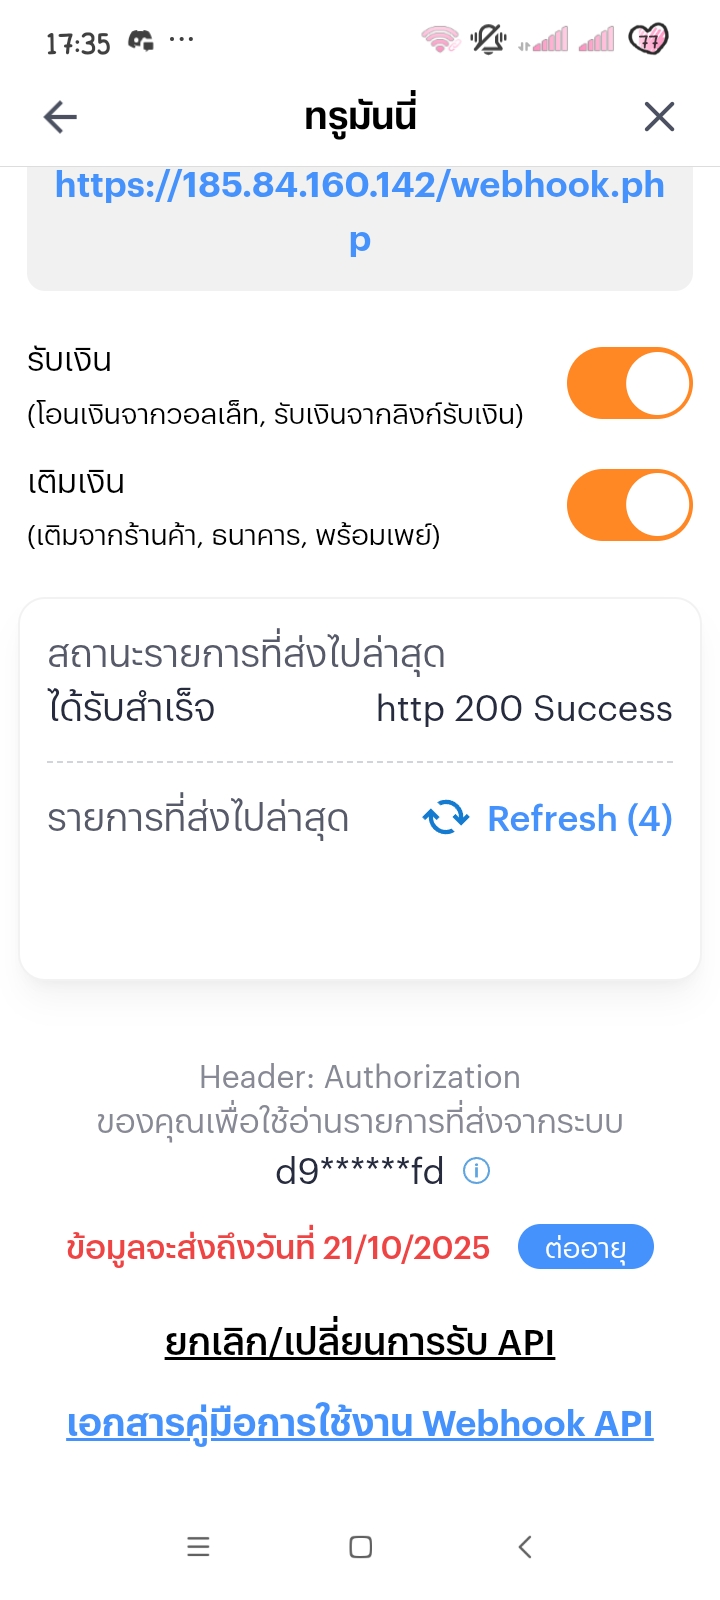 17:35
77
ทรูมันนี่
https://185.84.160.142/webhook.ph
p
รับเงิน
(โอนเงินจากวอลเล็ท, รับเงินจากลิงก์รับเงิน)
เติมเงิน
(เติมจากร้านค้า, ธนาคาร, พร้อมเพย์)
สถานะรายการที่ส่งไปล่าสุด
ได้รับสำเร็จ http 200 Success
รายการที่ส่งไปล่าสุด Refresh (4)
Header: Authorization
ของคุณเพื่อใช้อ่านรายการที่ส่งจากระบบ
d9******fd
ข้อมูลจะส่งถึงวันที่ 21/10/2025 ต่ออายุ
ยกเลิก/เปลี่ยนการรับ API
เอกสารคู่มือการใช้งาน Webhook API